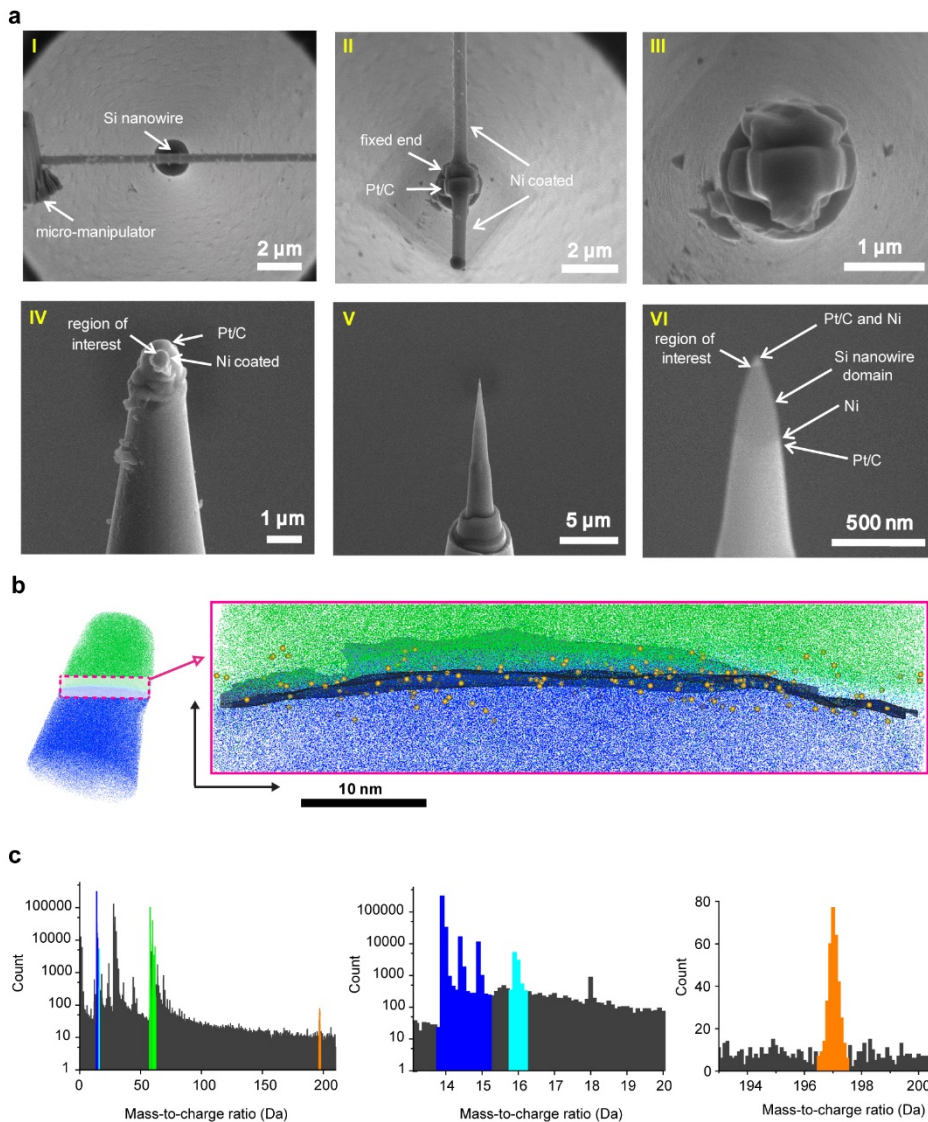 a
I
Si nanowire
micro-manipulator
2 µm
II
fixed end
Pt/C
Ni coated
2 µm
III
1 µm
IV
region of
interest
Pt/C
Ni coated
1 µm
V
5 µm
VI
Pt/C and Ni
region of
interest
Si nanowire
domain
Ni
Pt/C
500 nm
b
10 nm
c
100000
10000
1000
100
10
1
Count
0 50 100 150 200
Mass-to-charge ratio (Da)
100000
10000
1000
100
10
1
Count
14 15 16 17 18 19 20
Mass-to-charge ratio (Da)
80
60
40
20
0
Count
194 196 198 200
Mass-to-charge ratio (Da)